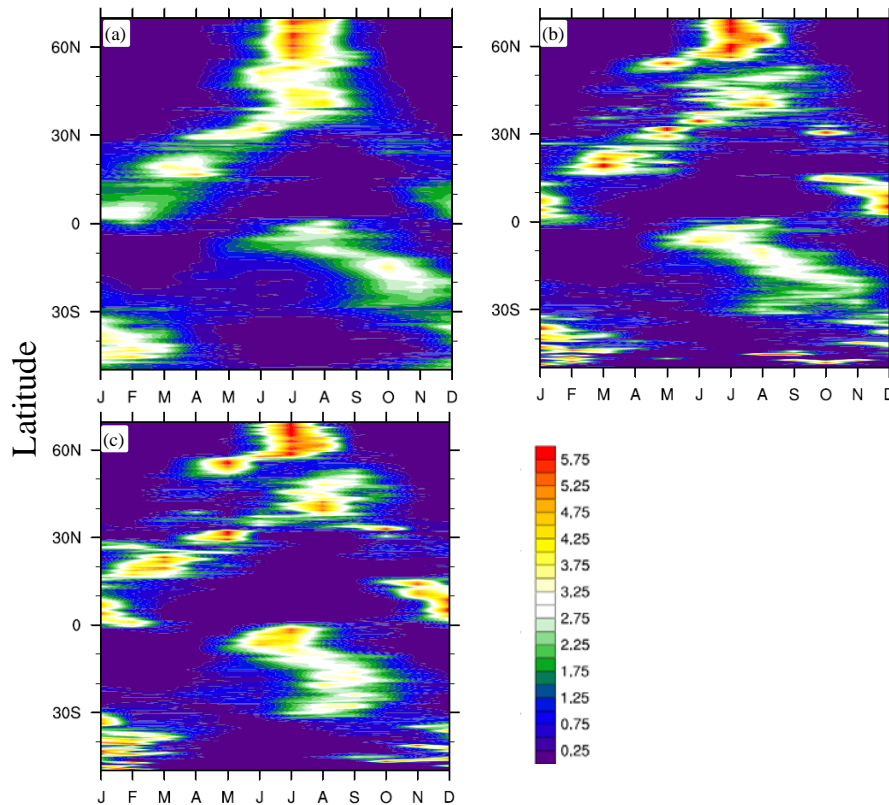 (a)
60N
30N
0
30S
J F M A M J J A S O N D
(b)
60N
30N
0
30S
J F M A M J J A S O N D
Latitude
(c)
60N
30N
0
30S
J F M A M J J A S O N D
5.75
5.25
4.75
4.25
3.75
3.25
2.75
2.25
1.75
1.25
0.75
0.25